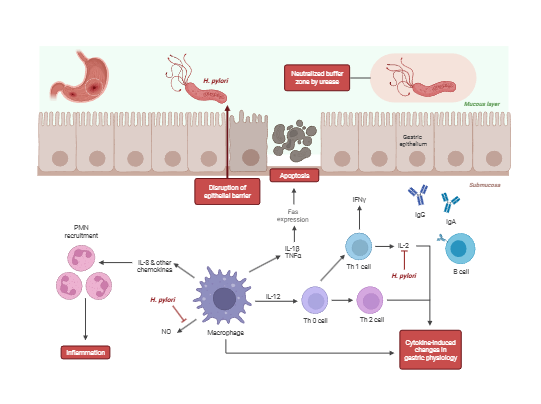 H. pylori
Neutralized buffer
zone by urease
Mucous layer
Gastric
epithelium
Apoptosis
Submucosa
Disruption of
epithelial barrier
Fas
expression
IFNγ
IgG
IgA
PMN
recruitment
IL-1β
TNFα
Th 1 cell
IL-2
B cell
IL-8 & other
chemokines
H. pylori
H. pylori
IL-12
NO
Macrophage
Th 0 cell
Th 2 cell
Inflammation
Cytokine-induced
changes in
gastric physiology